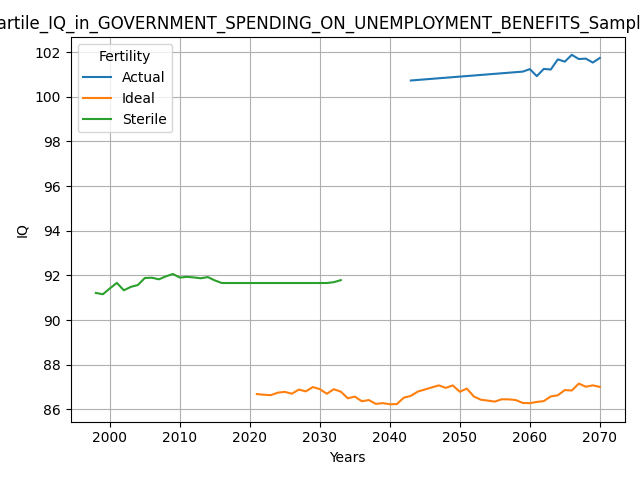 artile_IQ_in_GOVERNMENT_SPENDING_ON_UNEMPLOYMENT_BENEFITS_Sampl
Fertility
Actual
Ideal
Sterile
102
100
98
96
94
92
90
88
86
IQ
2000 2010 2020 2030 2040 2050 2060 2070
Years